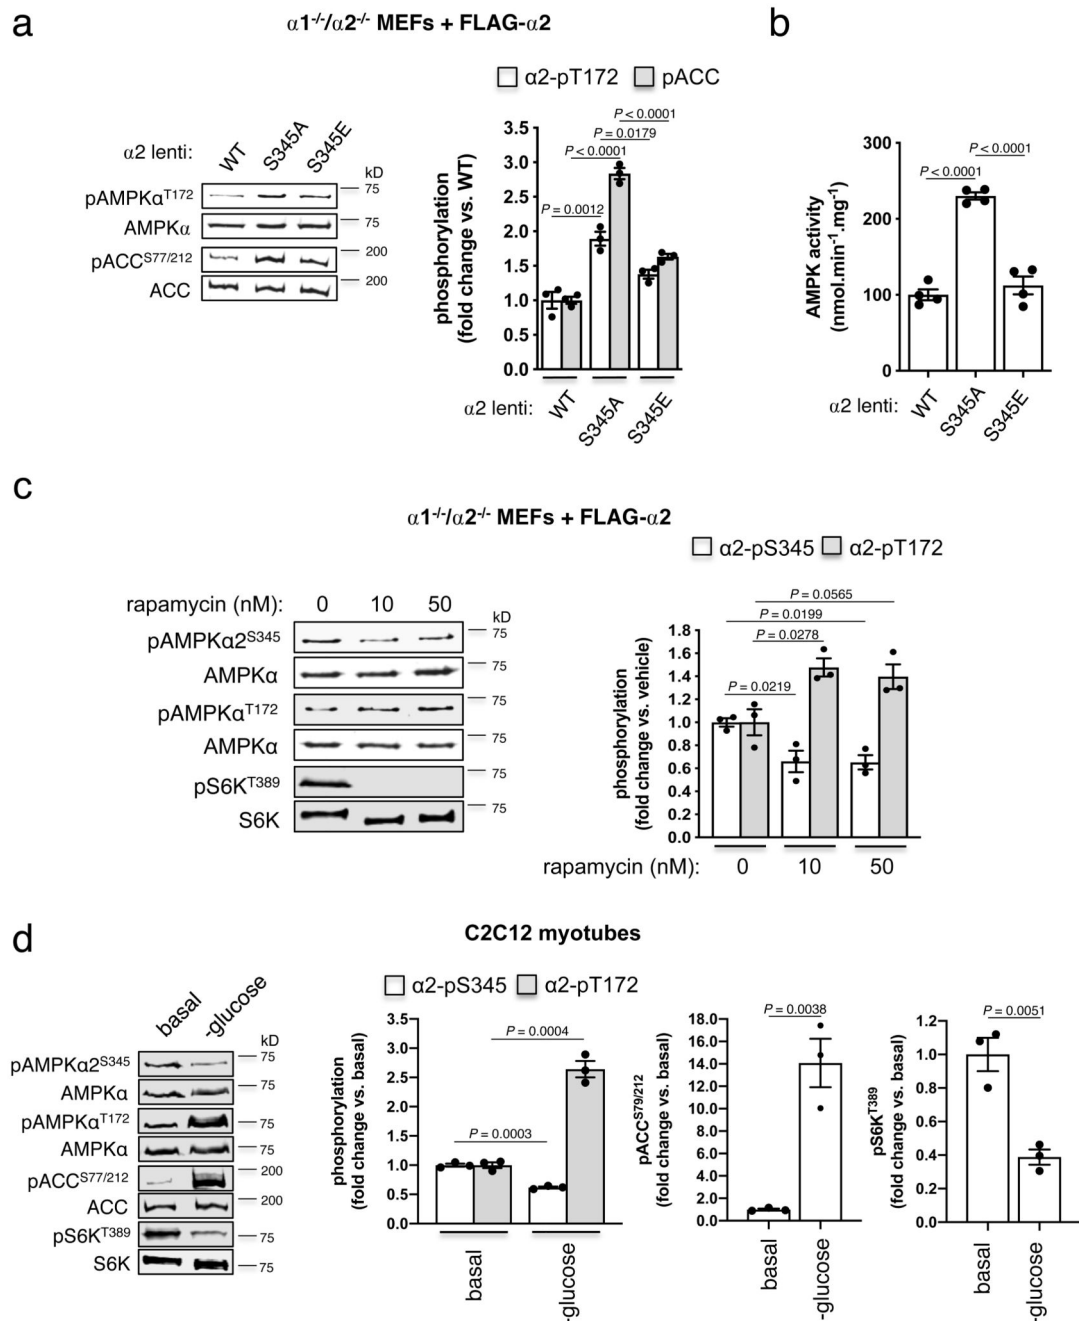 a
α1-/-/α2-/- MEFs + FLAG-α2
α2-pT172 pACC
α2 lenti: WT S345A S345E
kD
pAMPKαT172 75
AMPKα 75
pACCS77/212 200
ACC 200
phosphorylation
(fold change vs. WT)
3.5
3.0
2.5
2.0
1.5
1.0
0.5
0.0
P < 0.0001
P = 0.0179
P < 0.0001
P = 0.0012
α2 lenti: WT S345A S345E
b
AMPK activity
(nmol.min-1.mg-1)
300
200
100
0
P < 0.0001
P < 0.0001
α2 lenti: WT S345A S345E
c
α1-/-/α2-/- MEFs + FLAG-α2
α2-pS345 α2-pT172
rapamycin (nM): 0 10 50
kD
pAMPKα2S345 75
AMPKα 75
pAMPKαT172 75
AMPKα 75
pS6KT389 75
S6K 75
phosphorylation
(fold change vs. vehicle)
1.8
1.6
1.4
1.2
1.0
0.8
0.6
0.4
0.2
0.0
P = 0.0565
P = 0.0199
P = 0.0278
P = 0.0219
rapamycin (nM): 0 10 50
d
C2C12 myotubes
basal -glucose
kD
pAMPKα2S345 75
AMPKα 75
pAMPKαT172 75
AMPKα 75
pACCS77/212 200
ACC 200
pS6KT389 75
S6K 75
α2-pS345 α2-pT172
phosphorylation
(fold change vs. basal)
3.5
3.0
2.5
2.0
1.5
1.0
0.5
0.0
P = 0.0004
P = 0.0003
basal -glucose
pACCS79/212
(fold change vs. basal)
18.0
16.0
14.0
12.0
10.0
8.0
6.0
4.0
2.0
0.0
P = 0.0038
basal -glucose
pS6KT389
(fold change vs. basal)
1.2
1.0
0.8
0.6
0.4
0.2
0.0
P = 0.0051
basal -glucose